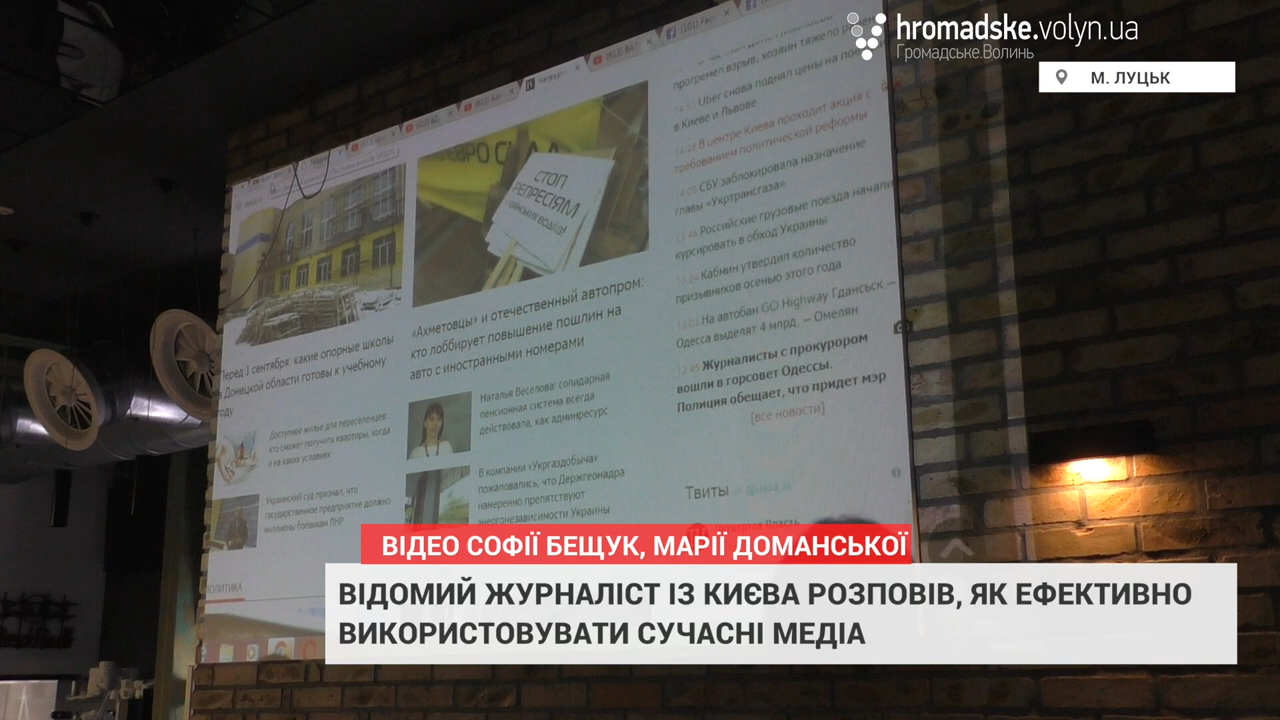 hromadske.volyn.ua
Громадське.Волинь
М. ЛУЦЬК
прогремел взрыв, хозяин тяжело
Uber снова поднял цены на
в Киеве и Львове
В центре Киева проходит акция с
требованием политической реформы
14:05 СБУ заблокировала назначение
главы «Укртрансгаза»
Российские грузовые поезда начали
курсировать в обход Украины
Кабмин утвердил количество
призывников осенью этого года
На автобан GO Highway Гданьск —
Одесса выделят 4 млрд. — Омелян
Журналисты с прокурором
вошли в горсовет Одессы.
Полиция обещает, что придет мэр
[все новости]
Твиты
СТОП
РЕПРЕСІЯМ
«Ахметовцы» и отечественный автопром:
кто лоббирует повышение пошлин на
авто с иностранными номерами
Наталья Веселова: солидарная
пенсионная система всегда
действовала, как админресурс
В компании «Укргаздобыча»
пожаловались, что Держгеонадра
намеренно препятствуют
энергонезависимости Украины
Перед 1 сентября: какие опорные школы
в Донецкой области готовы к учебному
году
Доступное жилье для переселенцев:
кто сможет получить квартиры, когда
и на каких условиях
Украинский суд признал, что
государственное предприятие должно
миллионы боевикам ЛНР
ПОЛИТИКА
ВІДЕО СОФІЇ БЕЩУК, МАРІЇ ДОМАНСЬКОЇ
ВІДОМИЙ ЖУРНАЛІСТ ІЗ КИЄВА РОЗПОВІВ, ЯК ЕФЕКТИВНО
ВИКОРИСТОВУВАТИ СУЧАСНІ МЕДІА